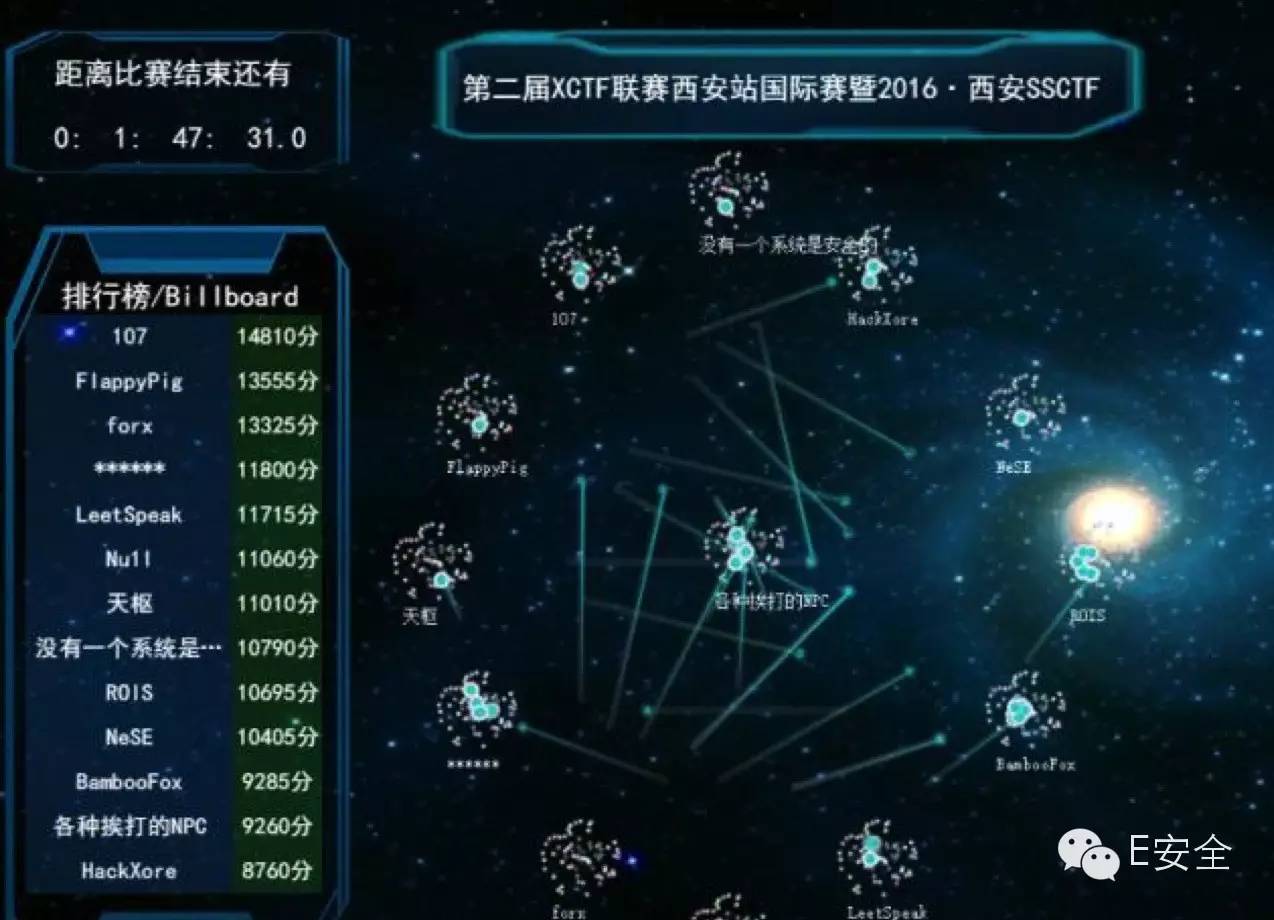 距离比赛结束还有
0: 1: 47: 31.0
第二届XCTF联赛西安站国际赛暨2016·西安SSCTF
排行榜/Billboard
107 14810分
FlappyPig 13555分
forx 13325分
****** 11800分
LeetSpeak 11715分
Nu1l 11060分
天枢 11010分
没有一个系统是… 10790分
ROIS 10695分
NeSE 10405分
BambooFox 9285分
各种挨打的NPC 9260分
HackXore 8760分
没有一个系统是安全的
107
HackXore
FlappyPig
NeSE
各种挨打的NPC
天枢
ROIS
******
BambooFox
forx
LeetSpeak
E安全